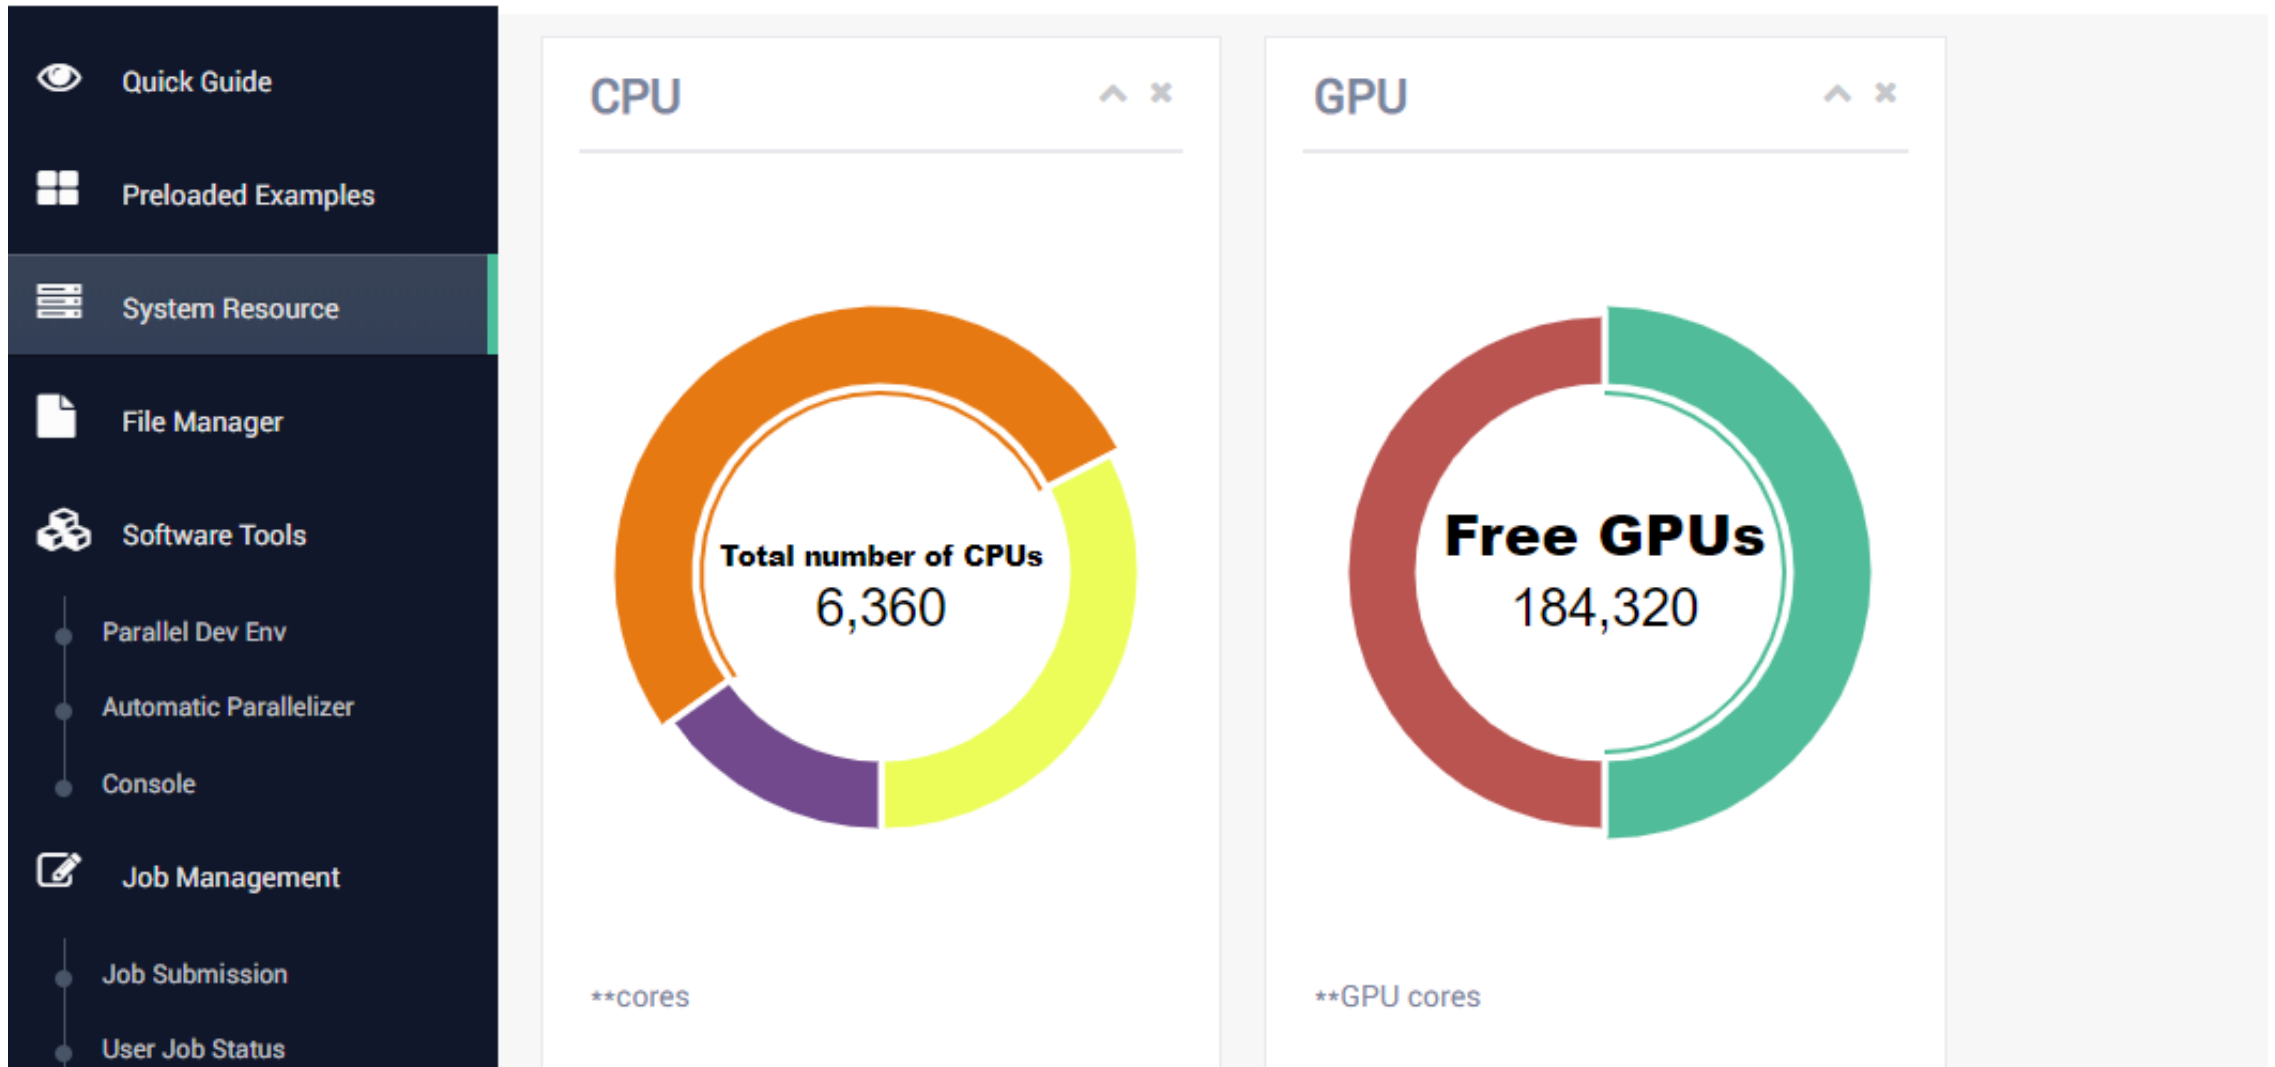 Quick Guide
Preloaded Examples
System Resource
File Manager
Software Tools
Parallel Dev Env
Automatic Parallelizer
Console
Job Management
Job Submission
User Job Status
CPU
Total number of CPUs
6,360
**cores
GPU
Free GPUs
184,320
**GPU cores